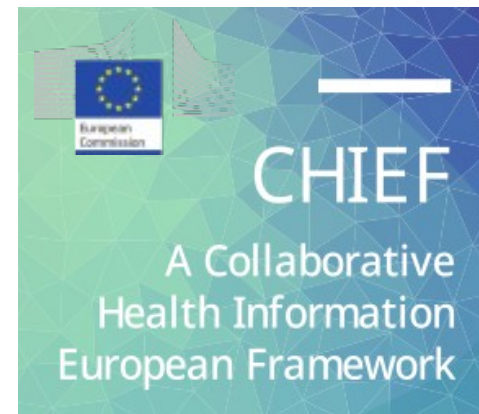 European
Commission
CHIEF
A Collaborative
Health Information
European Framework